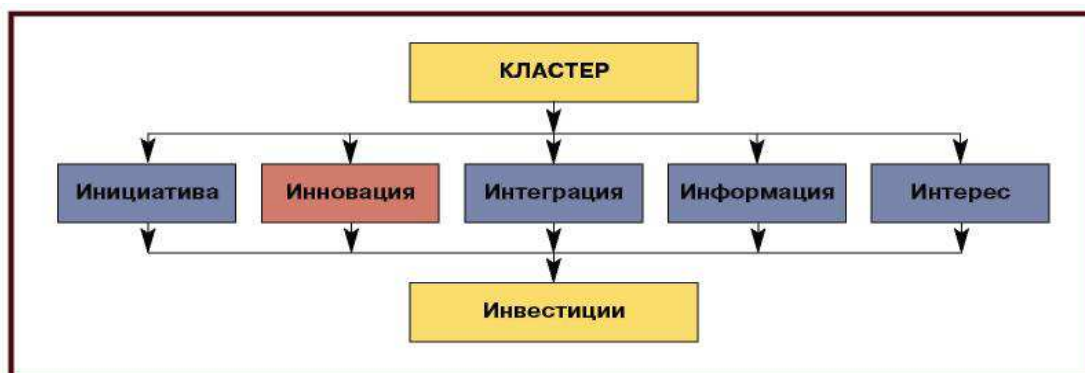 КЛАСТЕР
Инициатива
Инновация
Интеграция
Информация
Интерес
Инвестиции